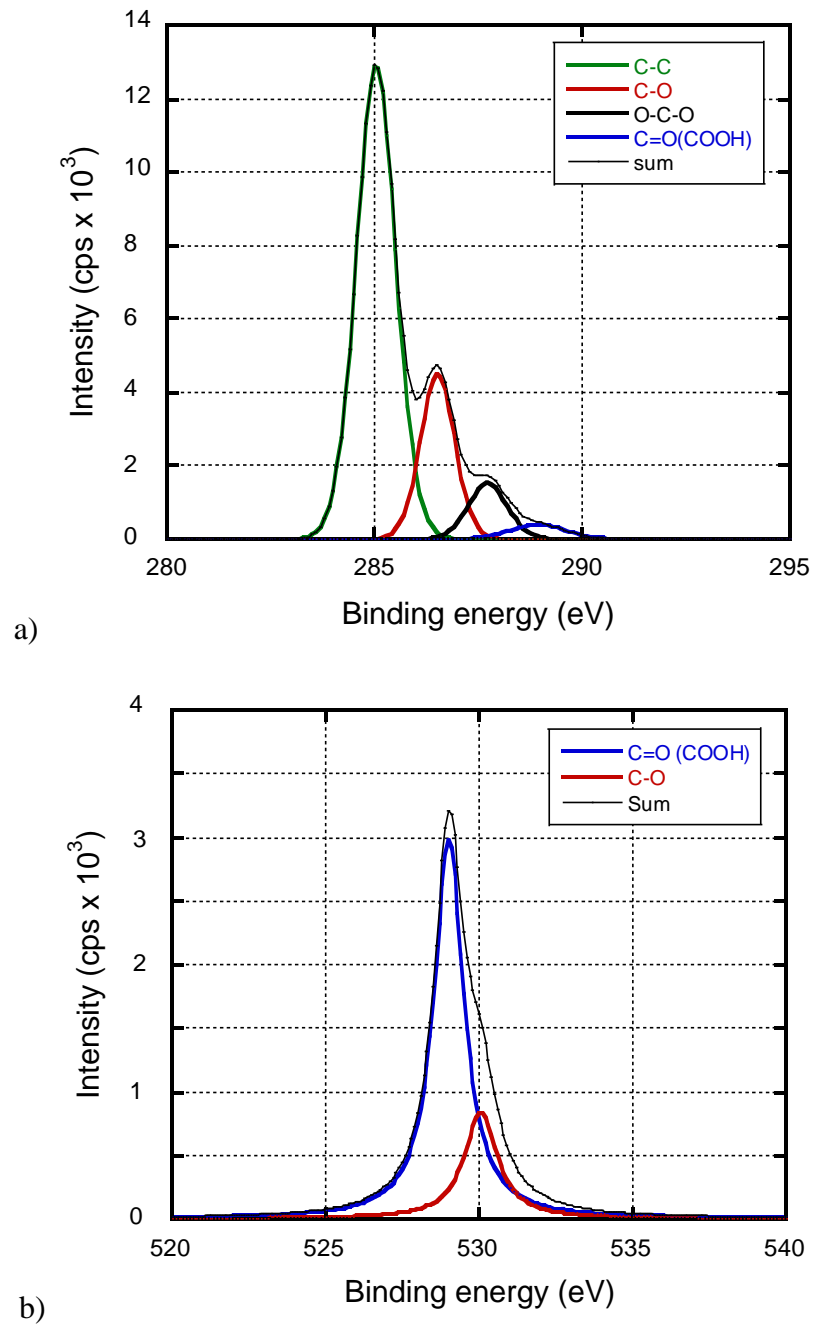 14
12
10
8
6
4
2
0
Intensity (cps x 10³)
C-C
C-O
O-C-O
C=O(COOH)
sum
280 285 290 295
Binding energy (eV)
a)
4
3
2
1
0
Intensity (cps x 10³)
C=O (COOH)
C-O
Sum
520 525 530 535 540
Binding energy (eV)
b)